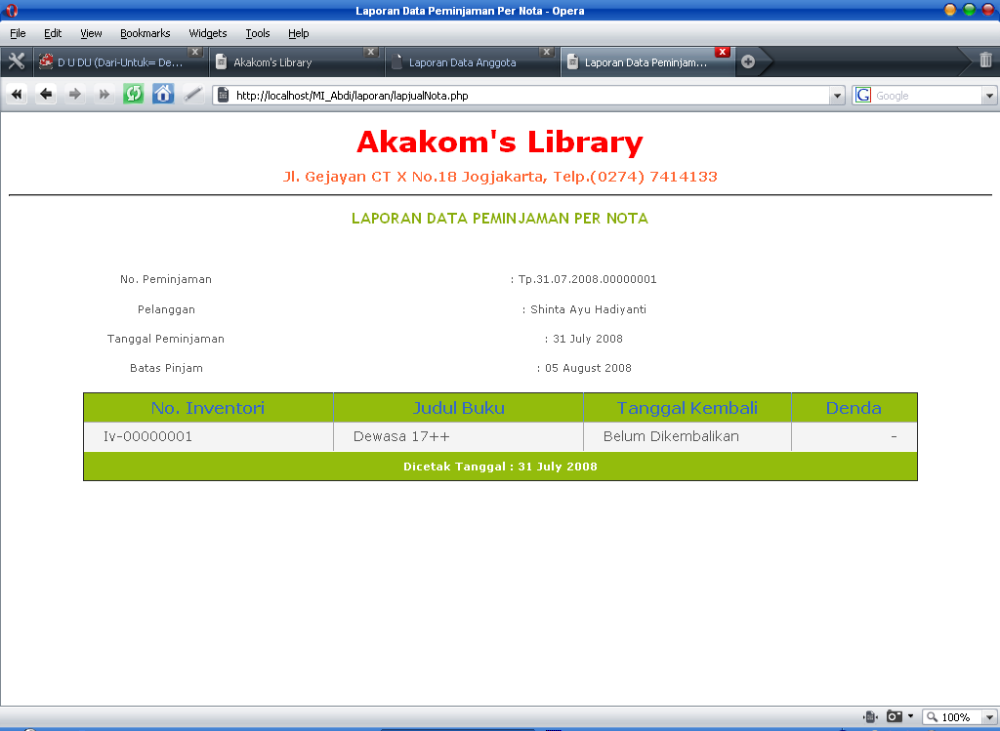 Laporan Data Peminjaman Per Nota - Opera
File Edit View Bookmarks Widgets Tools Help
D U DU (Dari-Untuk= De... Akakom's Library Laporan Data Anggota Laporan Data Peminjam...
http://localhost/MI_Abdi/laporan/lapjualNota.php Google
Akakom's Library
Jl. Gejayan CT X No.18 Jogjakarta, Telp.(0274) 7414133
LAPORAN DATA PEMINJAMAN PER NOTA
No. Peminjaman : Tp.31.07.2008.00000001
Pelanggan : Shinta Ayu Hadiyanti
Tanggal Peminjaman : 31 July 2008
Batas Pinjam : 05 August 2008
No. Inventori Judul Buku Tanggal Kembali Denda
Iv-00000001 Dewasa 17++ Belum Dikembalikan -
Dicetak Tanggal : 31 July 2008
100%